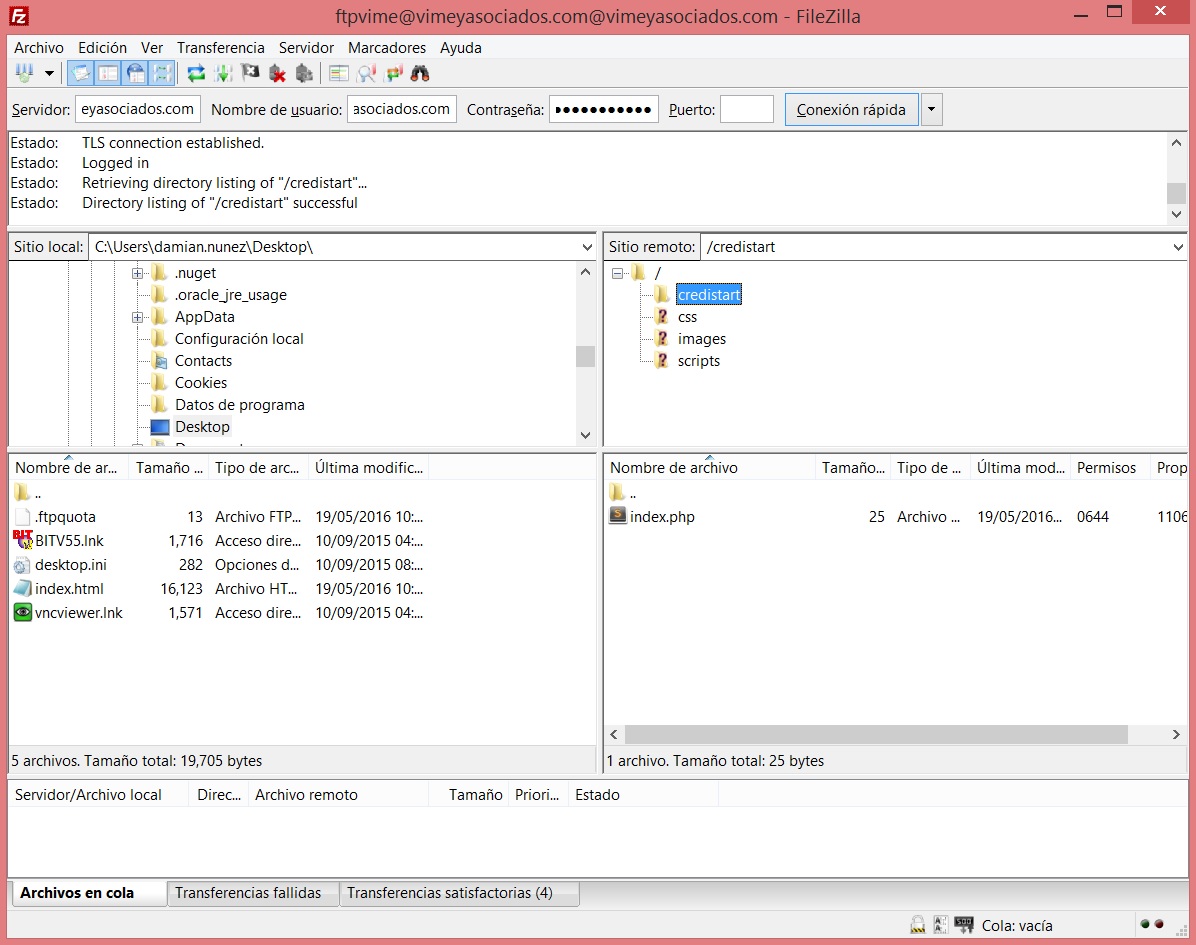 ftpvime@vimeyasociados.com@vimeyasociados.com - FileZilla
Archivo Edición Ver Transferencia Servidor Marcadores Ayuda
Servidor: eyasociados.com Nombre de usuario: asociados.com Contraseña: ●●●●●●●●●●● Puerto: Conexión rápida
Estado: TLS connection established.
Estado: Logged in
Estado: Retrieving directory listing of "/credistart"...
Estado: Directory listing of "/credistart" successful
Sitio local: C:\Users\damian.nunez\Desktop\
.nuget
.oracle_jre_usage
AppData
Configuración local
Contacts
Cookies
Datos de programa
Desktop
Sitio remoto: /credistart
/
credistart
css
images
scripts
Nombre de ar... Tamaño ... Tipo de arc... Última modific...
..
.ftpquota 13 Archivo FTP... 19/05/2016 10:...
BITV55.lnk 1,716 Acceso dire... 10/09/2015 04:...
desktop.ini 282 Opciones d... 10/09/2015 08:...
index.html 16,123 Archivo HT... 19/05/2016 10:...
vncviewer.lnk 1,571 Acceso dire... 10/09/2015 04:...
5 archivos. Tamaño total: 19,705 bytes
Nombre de archivo Tamaño... Tipo de ... Última mod... Permisos Prop
..
index.php 25 Archivo ... 19/05/2016... 0644 1106
1 archivo. Tamaño total: 25 bytes
Servidor/Archivo local Direc... Archivo remoto Tamaño Priori... Estado
Archivos en cola Transferencias fallidas Transferencias satisfactorias (4)
Cola: vacía